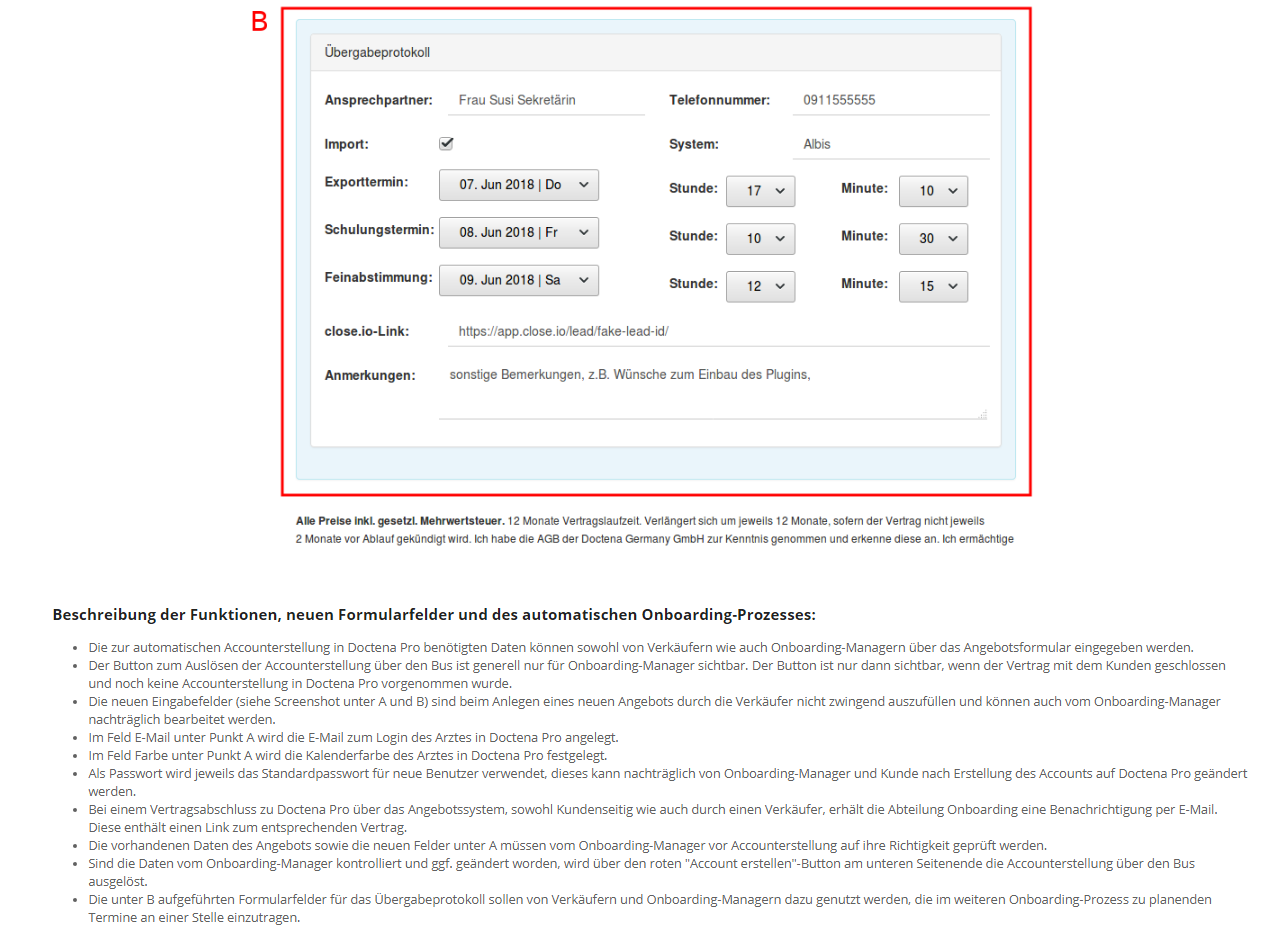 B
Übergabeprotokoll
Ansprechpartner: Frau Susi Sekretärin Telefonnummer: 0911555555
Import: System: Albis
Exporttermin: 07. Jun 2018 | Do Stunde: 17 Minute: 10
Schulungstermin: 08. Jun 2018 | Fr Stunde: 10 Minute: 30
Feinabstimmung: 09. Jun 2018 | Sa Stunde: 12 Minute: 15
close.io-Link: https://app.close.io/lead/fake-lead-id/
Anmerkungen: sonstige Bemerkungen, z.B. Wünsche zum Einbau des Plugins,
Alle Preise inkl. gesetzl. Mehrwertsteuer. 12 Monate Vertragslaufzeit. Verlängert sich um jeweils 12 Monate, sofern der Vertrag nicht jeweils
2 Monate vor Ablauf gekündigt wird. Ich habe die AGB der Doctena Germany GmbH zur Kenntnis genommen und erkenne diese an. Ich ermächtige
Beschreibung der Funktionen, neuen Formularfelder und des automatischen Onboarding-Prozesses:
• Die zur automatischen Accounterstellung in Doctena Pro benötigten Daten können sowohl von Verkäufern wie auch Onboarding-Managern über das Angebotsformular eingegeben werden.
• Der Button zum Auslösen der Accounterstellung über den Bus ist generell nur für Onboarding-Manager sichtbar. Der Button ist nur dann sichtbar, wenn der Vertrag mit dem Kunden geschlossen
und noch keine Accounterstellung in Doctena Pro vorgenommen wurde.
• Die neuen Eingabefelder (siehe Screenshot unter A und B) sind beim Anlegen eines neuen Angebots durch die Verkäufer nicht zwingend auszufüllen und können auch vom Onboarding-Manager
nachträglich bearbeitet werden.
• Im Feld E-Mail unter Punkt A wird die E-Mail zum Login des Arztes in Doctena Pro angelegt.
• Im Feld Farbe unter Punkt A wird die Kalenderfarbe des Arztes in Doctena Pro festgelegt.
• Als Passwort wird jeweils das Standardpasswort für neue Benutzer verwendet, dieses kann nachträglich von Onboarding-Manager und Kunde nach Erstellung des Accounts auf Doctena Pro geändert
werden.
• Bei einem Vertragsabschluss zu Doctena Pro über das Angebotssystem, sowohl Kundenseitig wie auch durch einen Verkäufer, erhält die Abteilung Onboarding eine Benachrichtigung per E-Mail.
Diese enthält einen Link zum entsprechenden Vertrag.
• Die vorhandenen Daten des Angebots sowie die neuen Felder unter A müssen vom Onboarding-Manager vor Accounterstellung auf ihre Richtigkeit geprüft werden.
• Sind die Daten vom Onboarding-Manager kontrolliert und ggf. geändert worden, wird über den roten "Account erstellen"-Button am unteren Seitenende die Accounterstellung über den Bus
ausgelöst.
• Die unter B aufgeführten Formularfelder für das Übergabeprotokoll sollen von Verkäufern und Onboarding-Managern dazu genutzt werden, die im weiteren Onboarding-Prozess zu planenden
Termine an einer Stelle einzutragen.